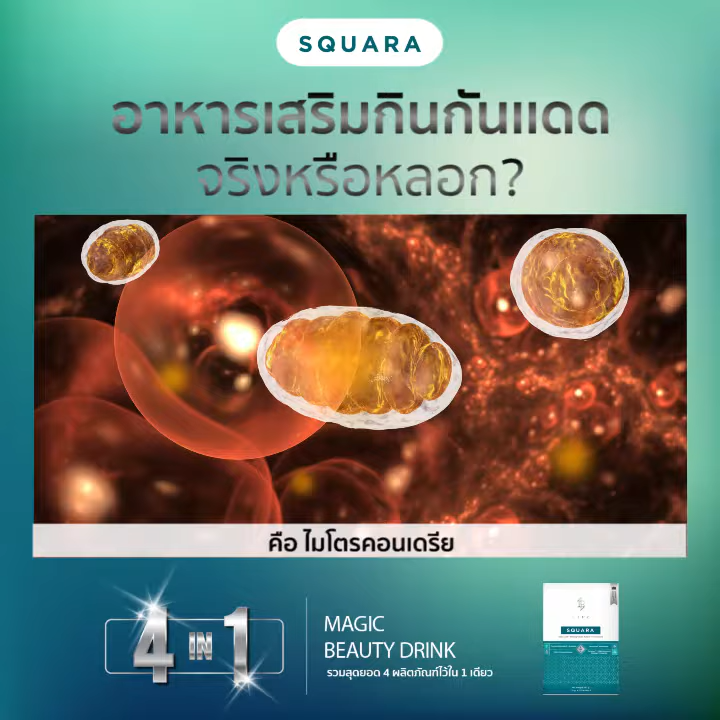 SQUARA
อาหารเสริมกินกันแดด
จริงหรือหลอก?
คือ ไมโตรคอนเดรีย
4 IN 1
MAGIC
BEAUTY DRINK
รวมสุดยอด 4 ผลิตภัณฑ์ไว้ใน 1 เดียว
SQUARA